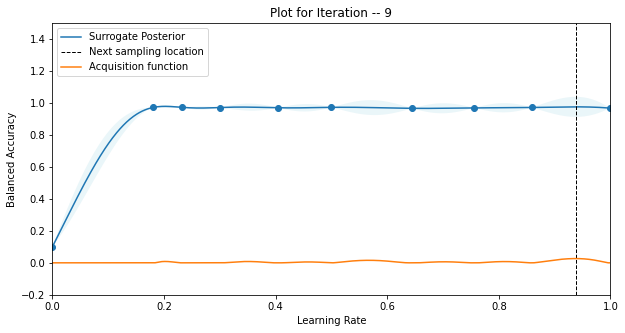 Plot for Iteration -- 9
Surrogate Posterior
Next sampling location
Acquisition function
Balanced Accuracy
1.4
1.2
1.0
0.8
0.6
0.4
0.2
0.0
−0.2
0.0 0.2 0.4 0.6 0.8 1.0
Learning Rate